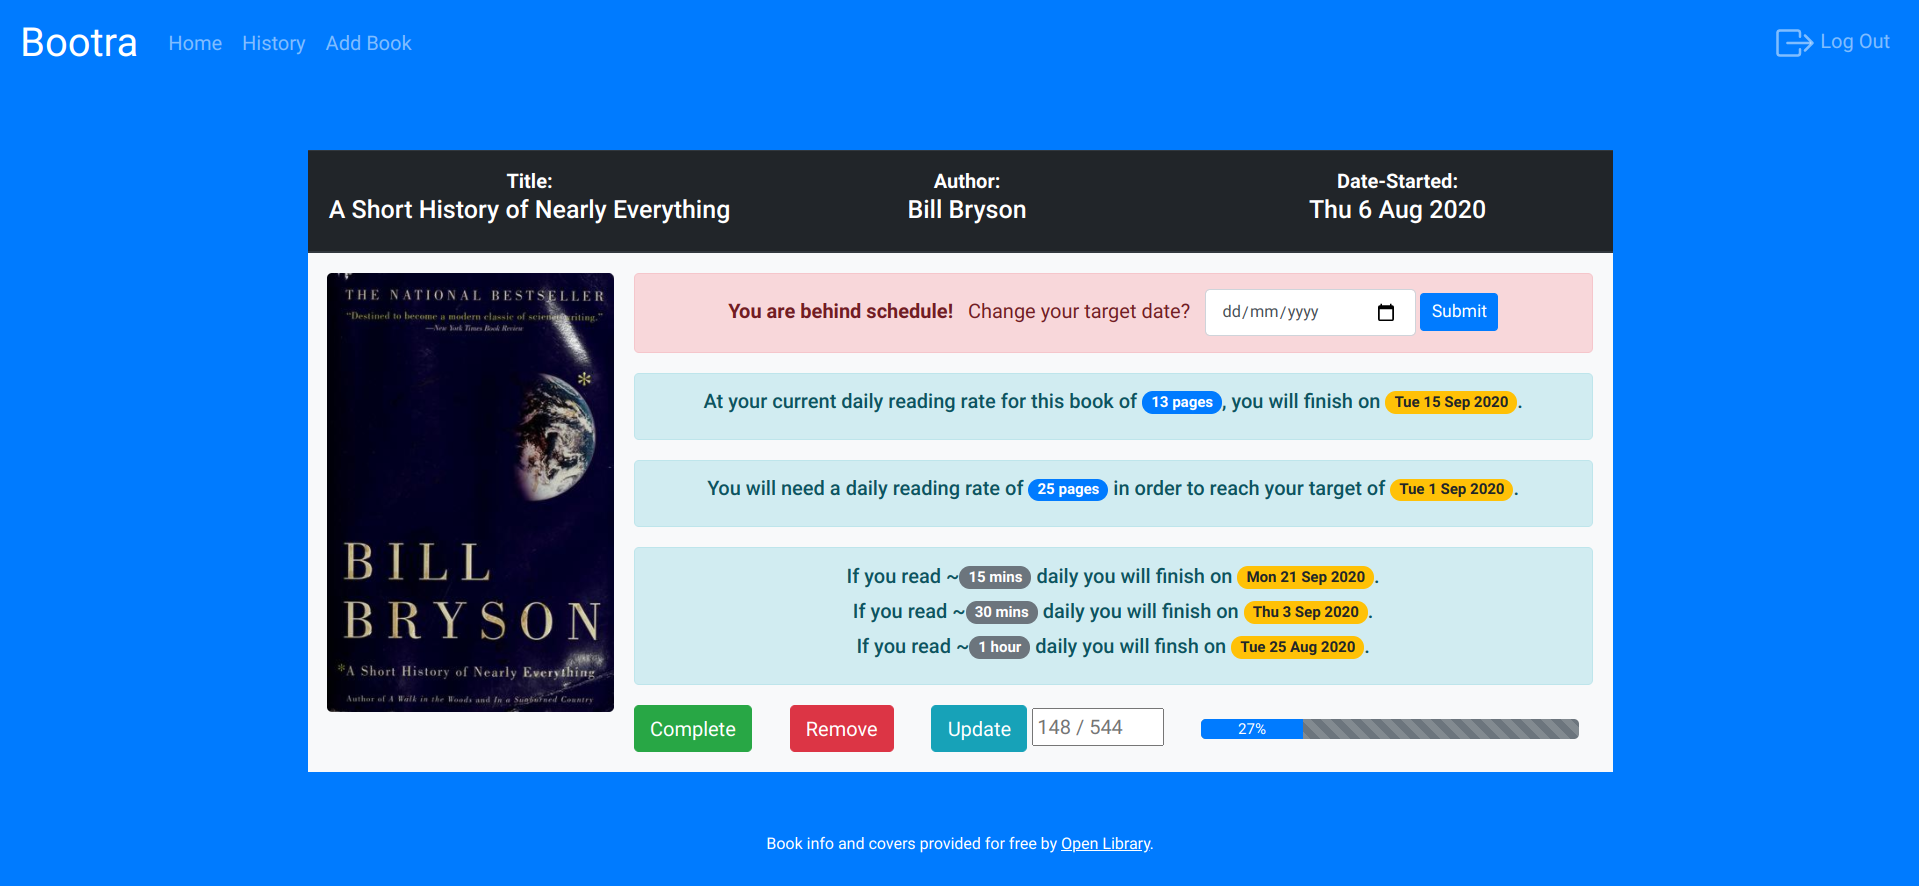 Bootra Home History Add Book Log Out
Title: Author: Date-Started:
A Short History of Nearly Everything Bill Bryson Thu 6 Aug 2020
THE NATIONAL BESTSELLER
"Destined to become a modern classic of science writing."
—New York Times Book Review
*
BILL
BRYSON
*A Short History of Nearly Everything
Author of A Walk in the Woods and In a Sunburned Country
You are behind schedule! Change your target date? dd/mm/yyyy Submit
At your current daily reading rate for this book of 13 pages, you will finish on Tue 15 Sep 2020.
You will need a daily reading rate of 25 pages in order to reach your target of Tue 1 Sep 2020.
If you read ~15 mins daily you will finish on Mon 21 Sep 2020.
If you read ~30 mins daily you will finish on Thu 3 Sep 2020.
If you read ~1 hour daily you will finsh on Tue 25 Aug 2020.
Complete Remove Update 148 / 544 27%
Book info and covers provided for free by Open Library.